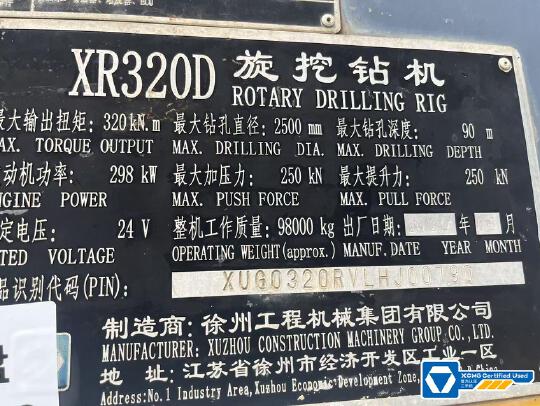 XR320D 旋挖钻机
ROTARY DRILLING RIG
最大输出扭矩: 320kN.m 最大钻孔直径: 2500 mm 最大钻孔深度: 90 m
AX. TORQUE OUTPUT MAX. DRILLING DIA. MAX. DRILLING DEPTH
动机功率: 298 kW 最大加压力: 250 kN 最大提升力: 250 kN
NGINE POWER MAX. PUSH FORCE MAX. PULL FORCE
定电压: 24 V 整机工作质量: 98000 kg 出厂日期: 年 月
TED VOLTAGE OPERATING WEIGHT(approx.) MANUF. DATE YEAR MONTH
品识别代码(PIN): XUG0320RVLHJ00790
制造商: 徐州工程机械集团有限公司
MANUFACTURER: XUZHOU CONSTRUCTION MACHINERY GROUP CO., LTD.
地 址: 江苏省徐州市经济开发区工业一区
Address: No.1 Industry Area, Xuzhou Economic Development Zone,
XCMG Certified Used